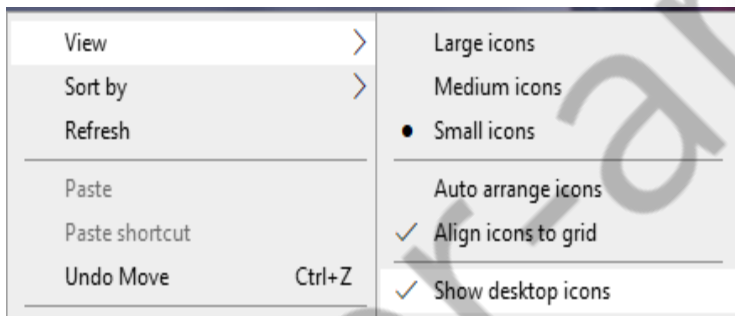 View
Sort by
Refresh
Paste
Paste shortcut
Undo Move Ctrl+Z
Large icons
Medium icons
Small icons
Auto arrange icons
Align icons to grid
Show desktop icons